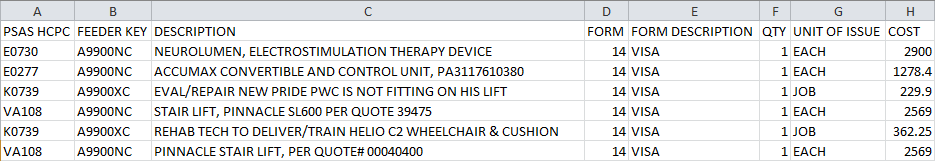 A B C D E F G H
PSAS HCPC FEEDER KEY DESCRIPTION FORM FORM DESCRIPTION QTY UNIT OF ISSUE COST
E0730 A9900NC NEUROLUMEN, ELECTROSTIMULATION THERAPY DEVICE 14 VISA 1 EACH 2900
E0277 A9900NC ACCUMAX CONVERTIBLE AND CONTROL UNIT, PA3117610380 14 VISA 1 EACH 1278.4
K0739 A9900XC EVAL/REPAIR NEW PRIDE PWC IS NOT FITTING ON HIS LIFT 14 VISA 1 JOB 229.9
VA108 A9900NC STAIR LIFT, PINNACLE SL600 PER QUOTE 39475 14 VISA 1 EACH 2569
K0739 A9900XC REHAB TECH TO DELIVER/TRAIN HELIO C2 WHEELCHAIR & CUSHION 14 VISA 1 JOB 362.25
VA108 A9900NC PINNACLE STAIR LIFT, PER QUOTE# 00040400 14 VISA 1 EACH 2569